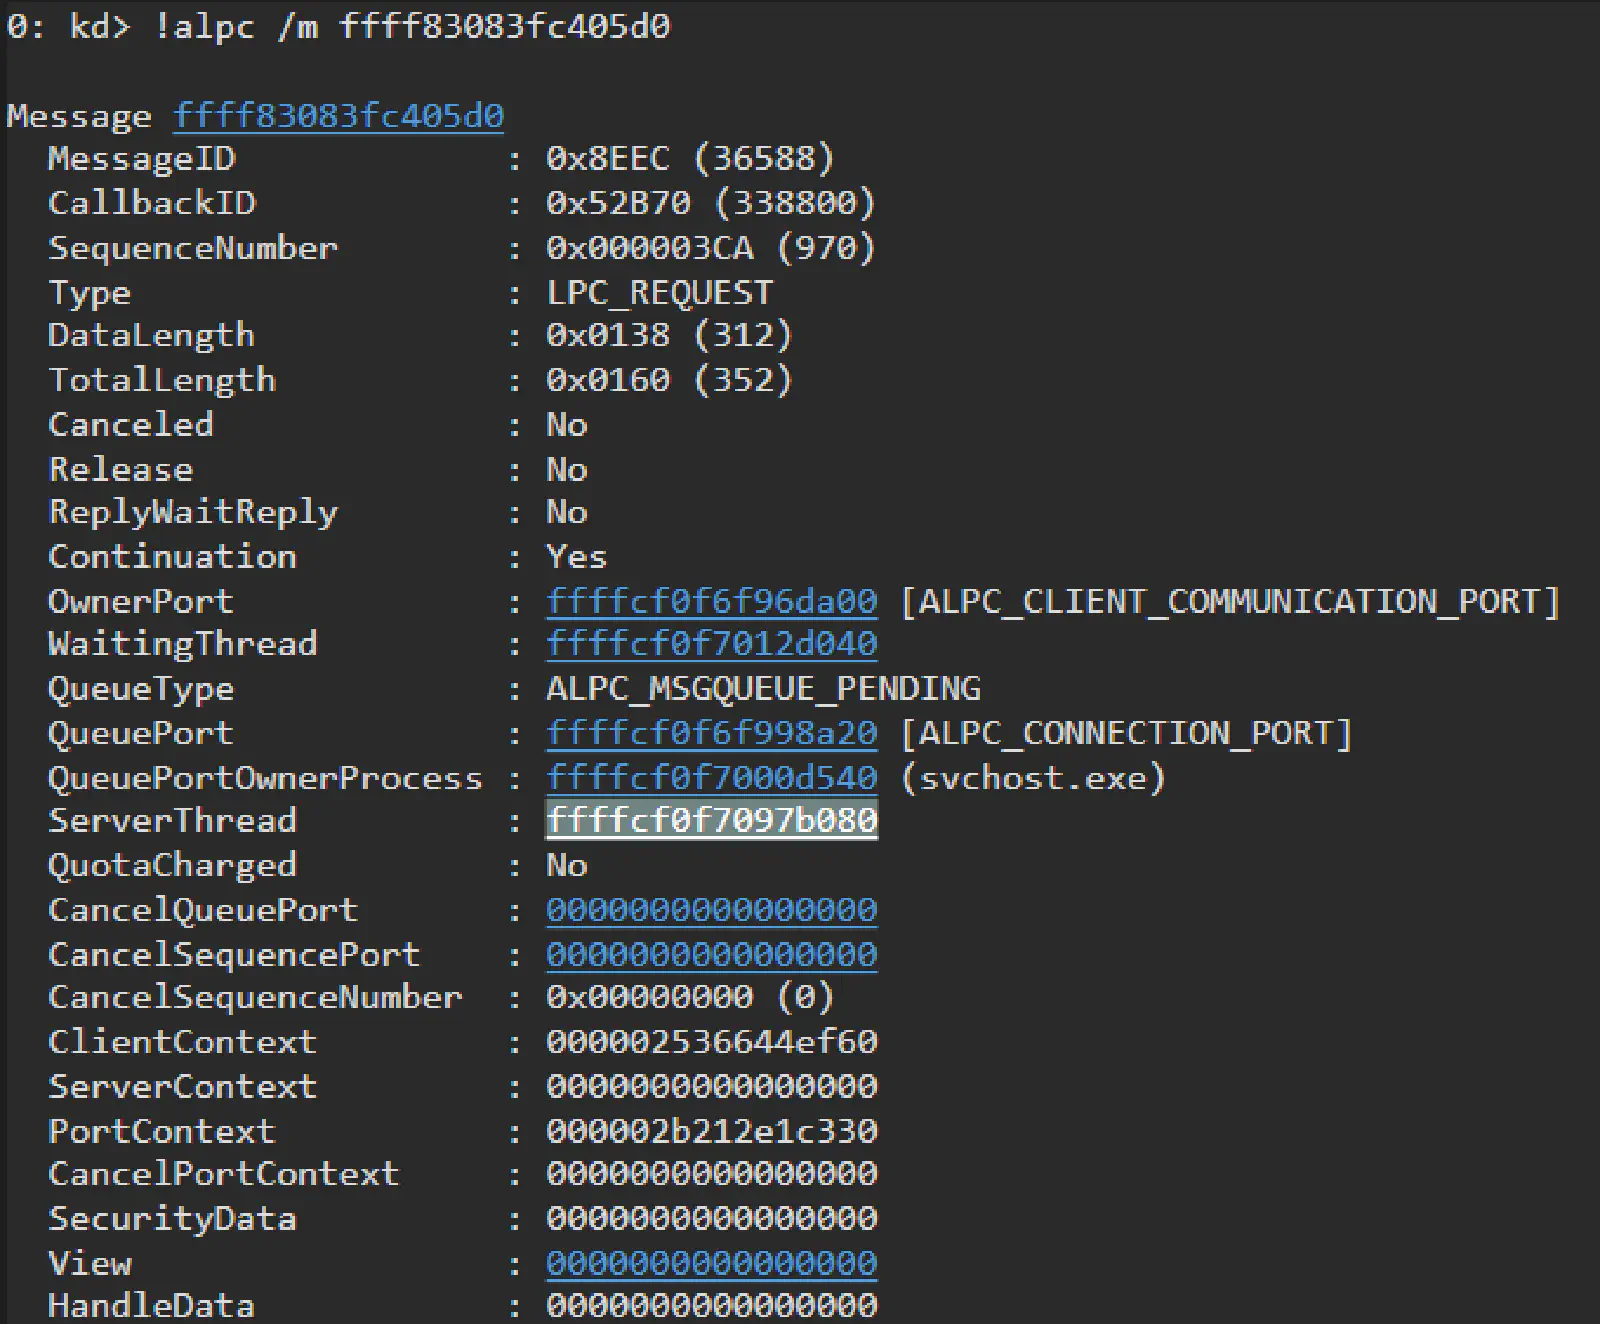 0: kd> !alpc /m ffff83083fc405d0
Message ffff83083fc405d0
MessageID : 0x8EEC (36588)
CallbackID : 0x52B70 (338800)
SequenceNumber : 0x000003CA (970)
Type : LPC_REQUEST
DataLength : 0x0138 (312)
TotalLength : 0x0160 (352)
Canceled : No
Release : No
ReplyWaitReply : No
Continuation : Yes
OwnerPort : ffffcf0f6f96da00 [ALPC_CLIENT_COMMUNICATION_PORT]
WaitingThread : ffffcf0f7012d040
QueueType : ALPC_MSGQUEUE_PENDING
QueuePort : ffffcf0f6f998a20 [ALPC_CONNECTION_PORT]
QueuePortOwnerProcess : ffffcf0f7000d540 (svchost.exe)
ServerThread : ffffcf0f7097b080
QuotaCharged : No
CancelQueuePort : 0000000000000000
CancelSequencePort : 0000000000000000
CancelSequenceNumber : 0x00000000 (0)
ClientContext : 000002536644ef60
ServerContext : 0000000000000000
PortContext : 000002b212e1c330
CancelPortContext : 0000000000000000
SecurityData : 0000000000000000
View : 0000000000000000
HandleData : 0000000000000000